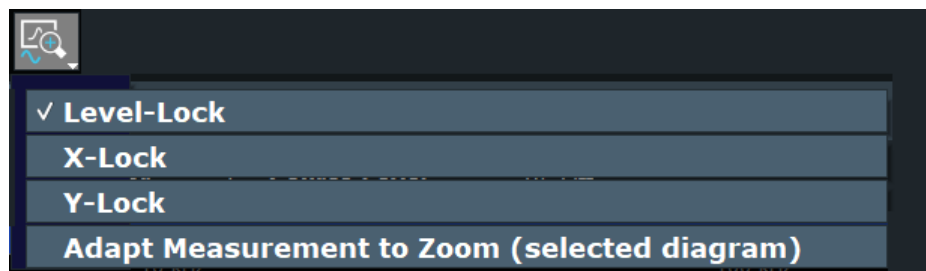 ✓ Level-Lock
X-Lock
Y-Lock
Adapt Measurement to Zoom (selected diagram)